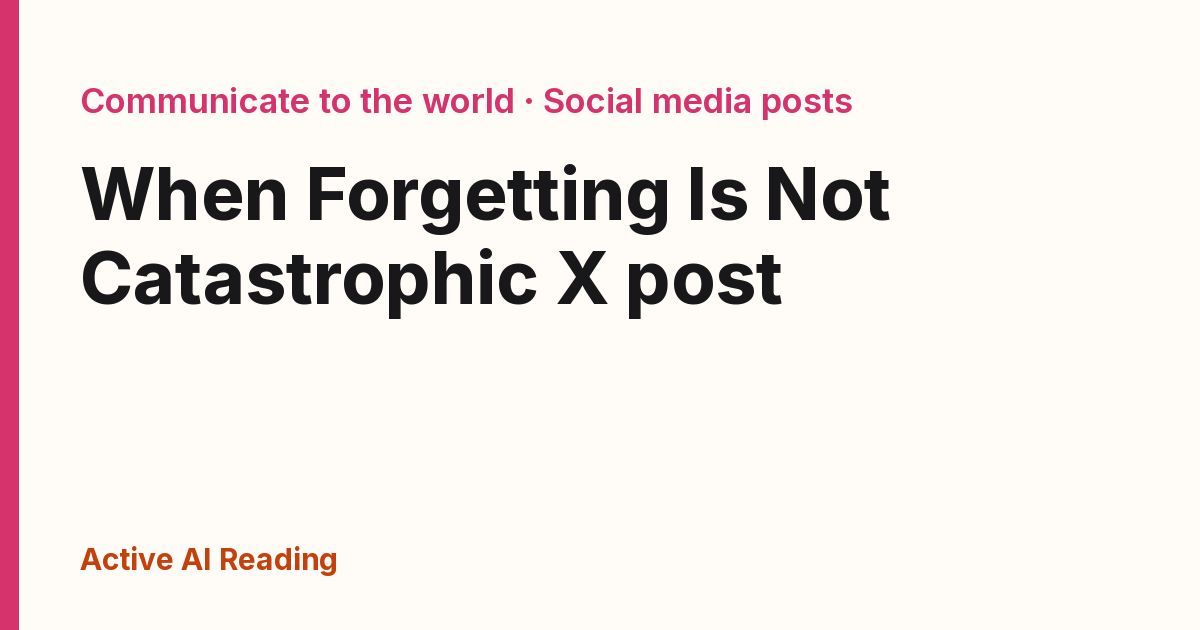 Communicate to the world · Social media posts
When Forgetting Is Not
Catastrophic X post
Active AI Reading